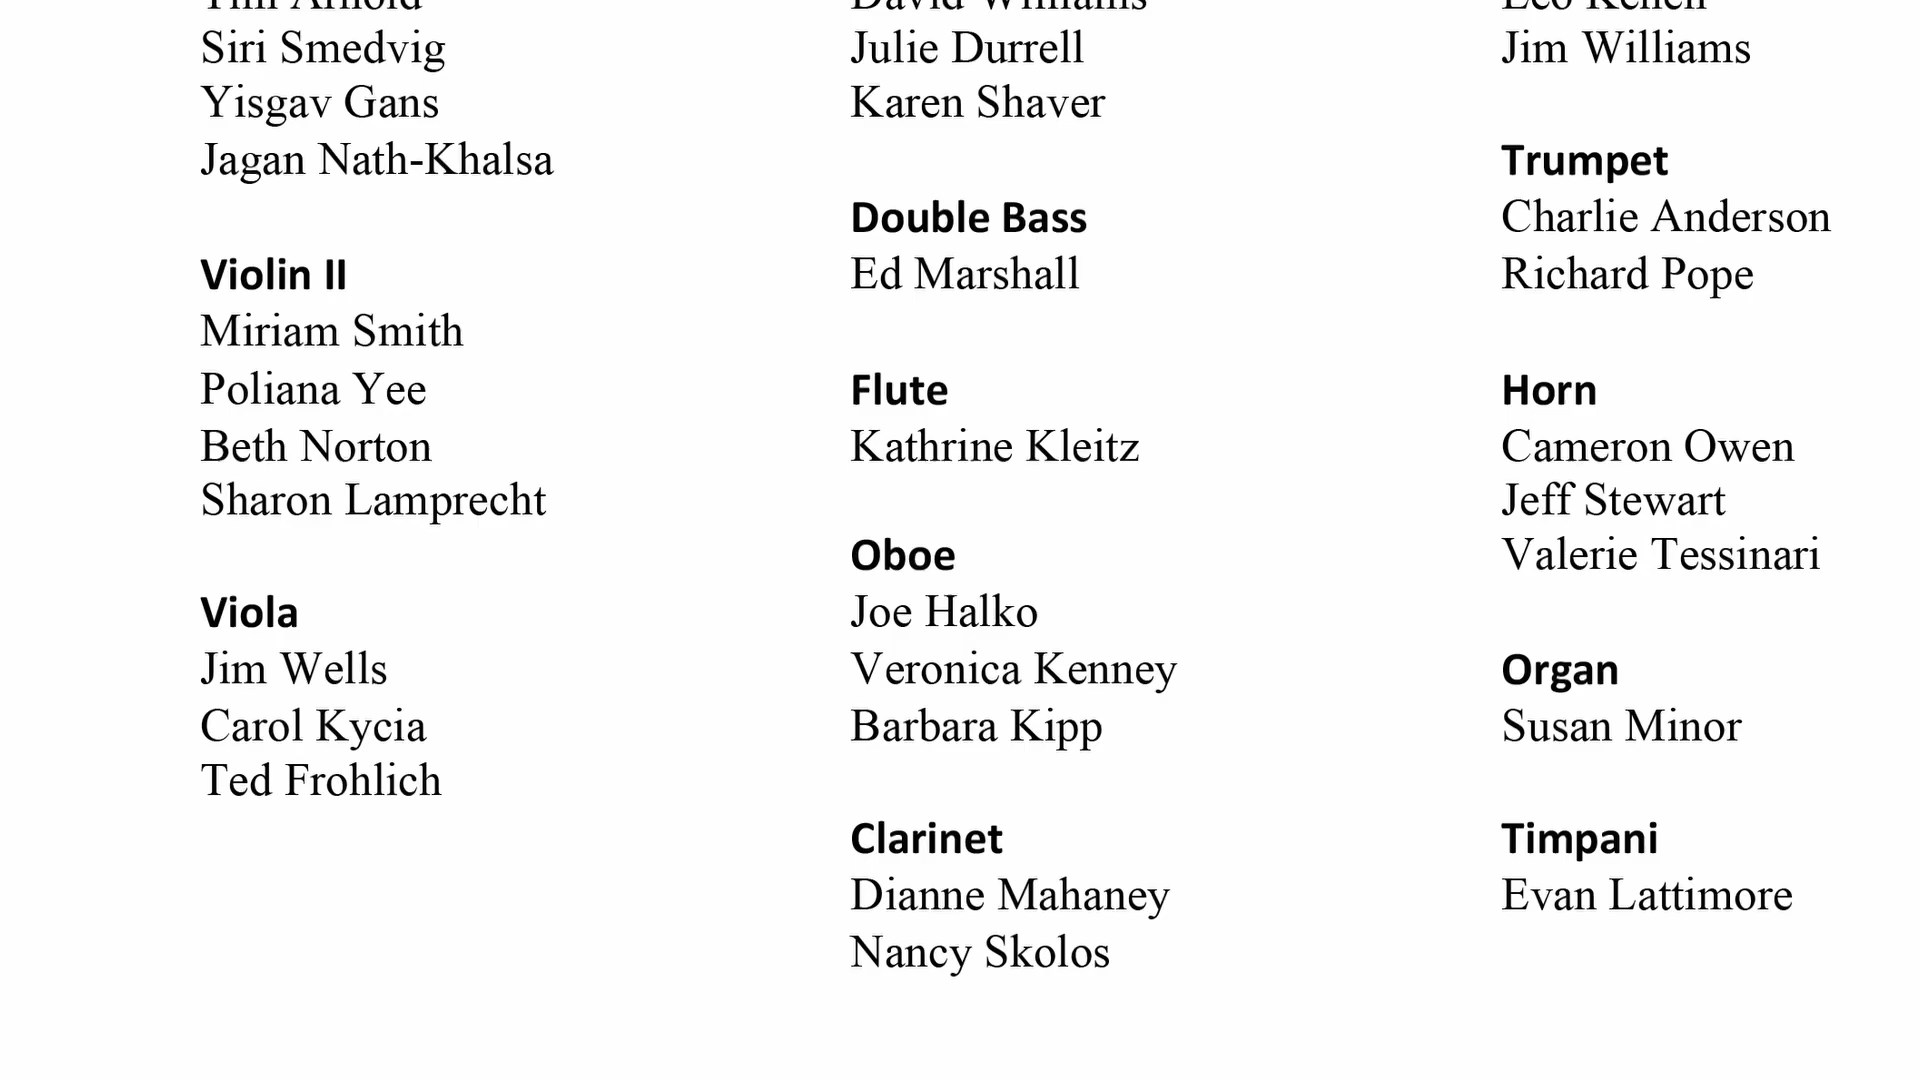 Siri Smedvig
Yisgav Gans
Jagan Nath-Khalsa
Violin II
Miriam Smith
Poliana Yee
Beth Norton
Sharon Lamprecht
Viola
Jim Wells
Carol Kycia
Ted Frohlich
David Williams
Julie Durrell
Karen Shaver
Double Bass
Ed Marshall
Flute
Kathrine Kleitz
Oboe
Joe Halko
Veronica Kenney
Barbara Kipp
Clarinet
Dianne Mahaney
Nancy Skolos
Jim Williams
Trumpet
Charlie Anderson
Richard Pope
Horn
Cameron Owen
Jeff Stewart
Valerie Tessinari
Organ
Susan Minor
Timpani
Evan Lattimore